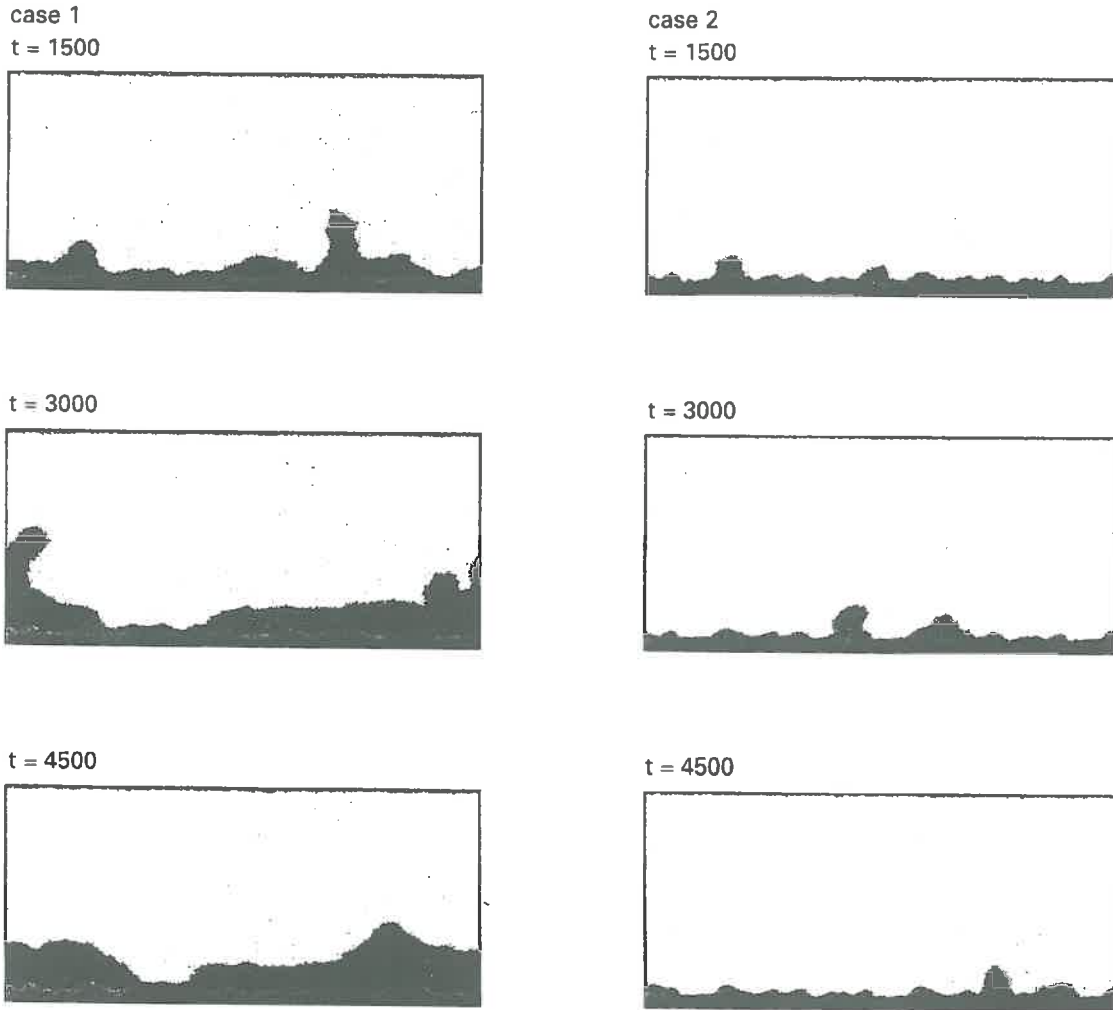 case 1
t = 1500
case 2
t = 1500
t = 3000
t = 3000
t = 4500
t = 4500